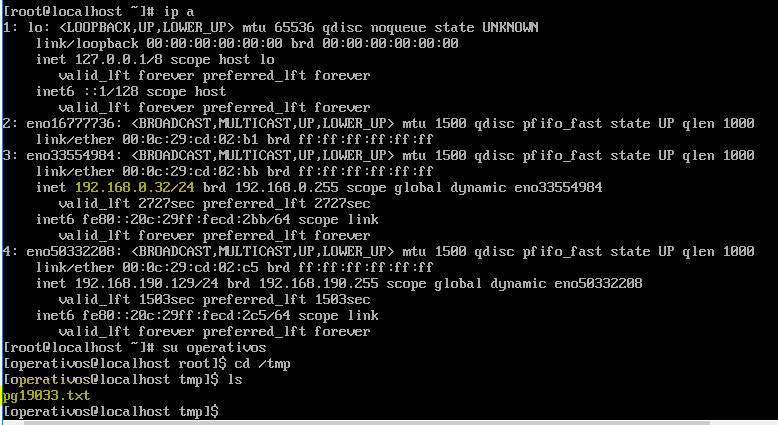 [root@localhost ~]# ip a
1: lo: <LOOPBACK,UP,LOWER_UP> mtu 65536 qdisc noqueue state UNKNOWN
    link/loopback 00:00:00:00:00:00 brd 00:00:00:00:00:00
    inet 127.0.0.1/8 scope host lo
       valid_lft forever preferred_lft forever
    inet6 ::1/128 scope host
       valid_lft forever preferred_lft forever
2: eno16777736: <BROADCAST,MULTICAST,UP,LOWER_UP> mtu 1500 qdisc pfifo_fast state UP qlen 1000
    link/ether 00:0c:29:cd:02:b1 brd ff:ff:ff:ff:ff:ff
3: eno33554984: <BROADCAST,MULTICAST,UP,LOWER_UP> mtu 1500 qdisc pfifo_fast state UP qlen 1000
    link/ether 00:0c:29:cd:02:bb brd ff:ff:ff:ff:ff:ff
    inet 192.168.0.32/24 brd 192.168.0.255 scope global dynamic eno33554984
       valid_lft 2727sec preferred_lft 2727sec
    inet6 fe80::20c:29ff:fecd:2bb/64 scope link
       valid_lft forever preferred_lft forever
4: eno50332208: <BROADCAST,MULTICAST,UP,LOWER_UP> mtu 1500 qdisc pfifo_fast state UP qlen 1000
    link/ether 00:0c:29:cd:02:c5 brd ff:ff:ff:ff:ff:ff
    inet 192.168.190.129/24 brd 192.168.190.255 scope global dynamic eno50332208
       valid_lft 1503sec preferred_lft 1503sec
    inet6 fe80::20c:29ff:fecd:2c5/64 scope link
       valid_lft forever preferred_lft forever
[root@localhost ~]# su operativos
[operativos@localhost root]$ cd /tmp
[operativos@localhost tmp]$ ls
pg19033.txt
[operativos@localhost tmp]$